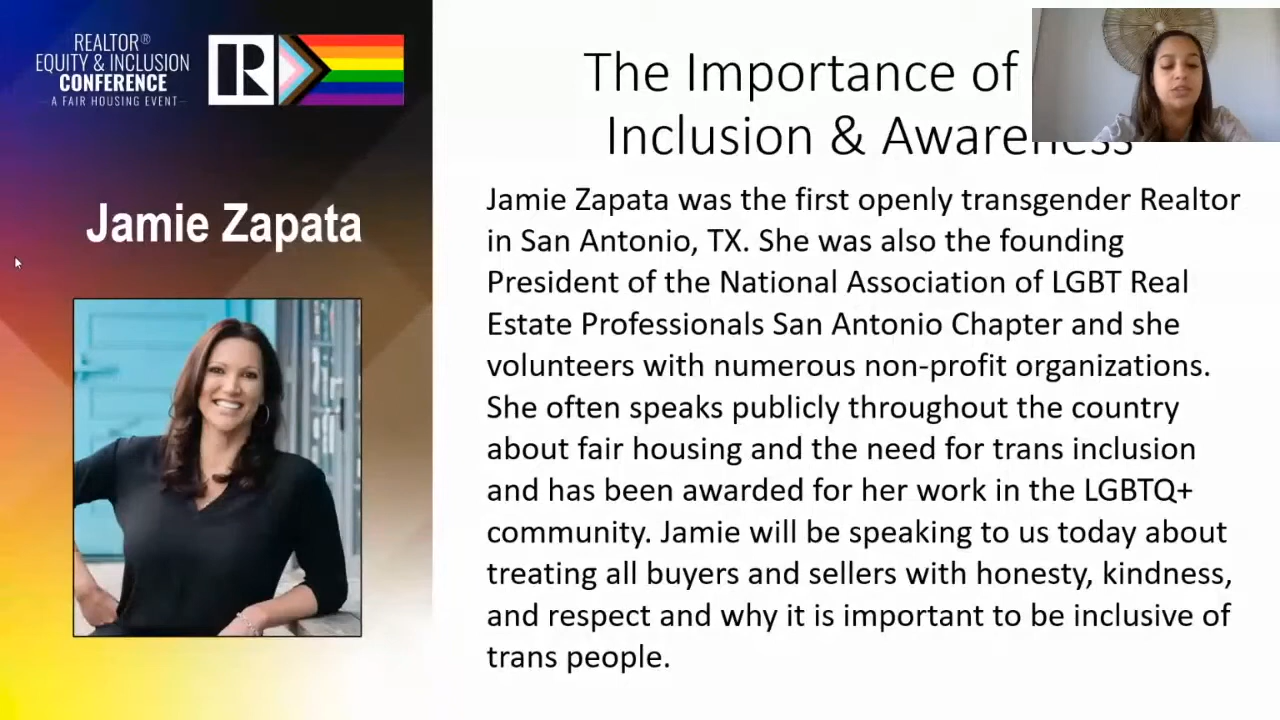 REALTOR®
EQUITY & INCLUSION
CONFERENCE
A FAIR HOUSING EVENT
R
Jamie Zapata
The Importance of
Inclusion & Awareness
Jamie Zapata was the first openly transgender Realtor
in San Antonio, TX. She was also the founding
President of the National Association of LGBT Real
Estate Professionals San Antonio Chapter and she
volunteers with numerous non-profit organizations.
She often speaks publicly throughout the country
about fair housing and the need for trans inclusion
and has been awarded for her work in the LGBTQ+
community. Jamie will be speaking to us today about
treating all buyers and sellers with honesty, kindness,
and respect and why it is important to be inclusive of
trans people.